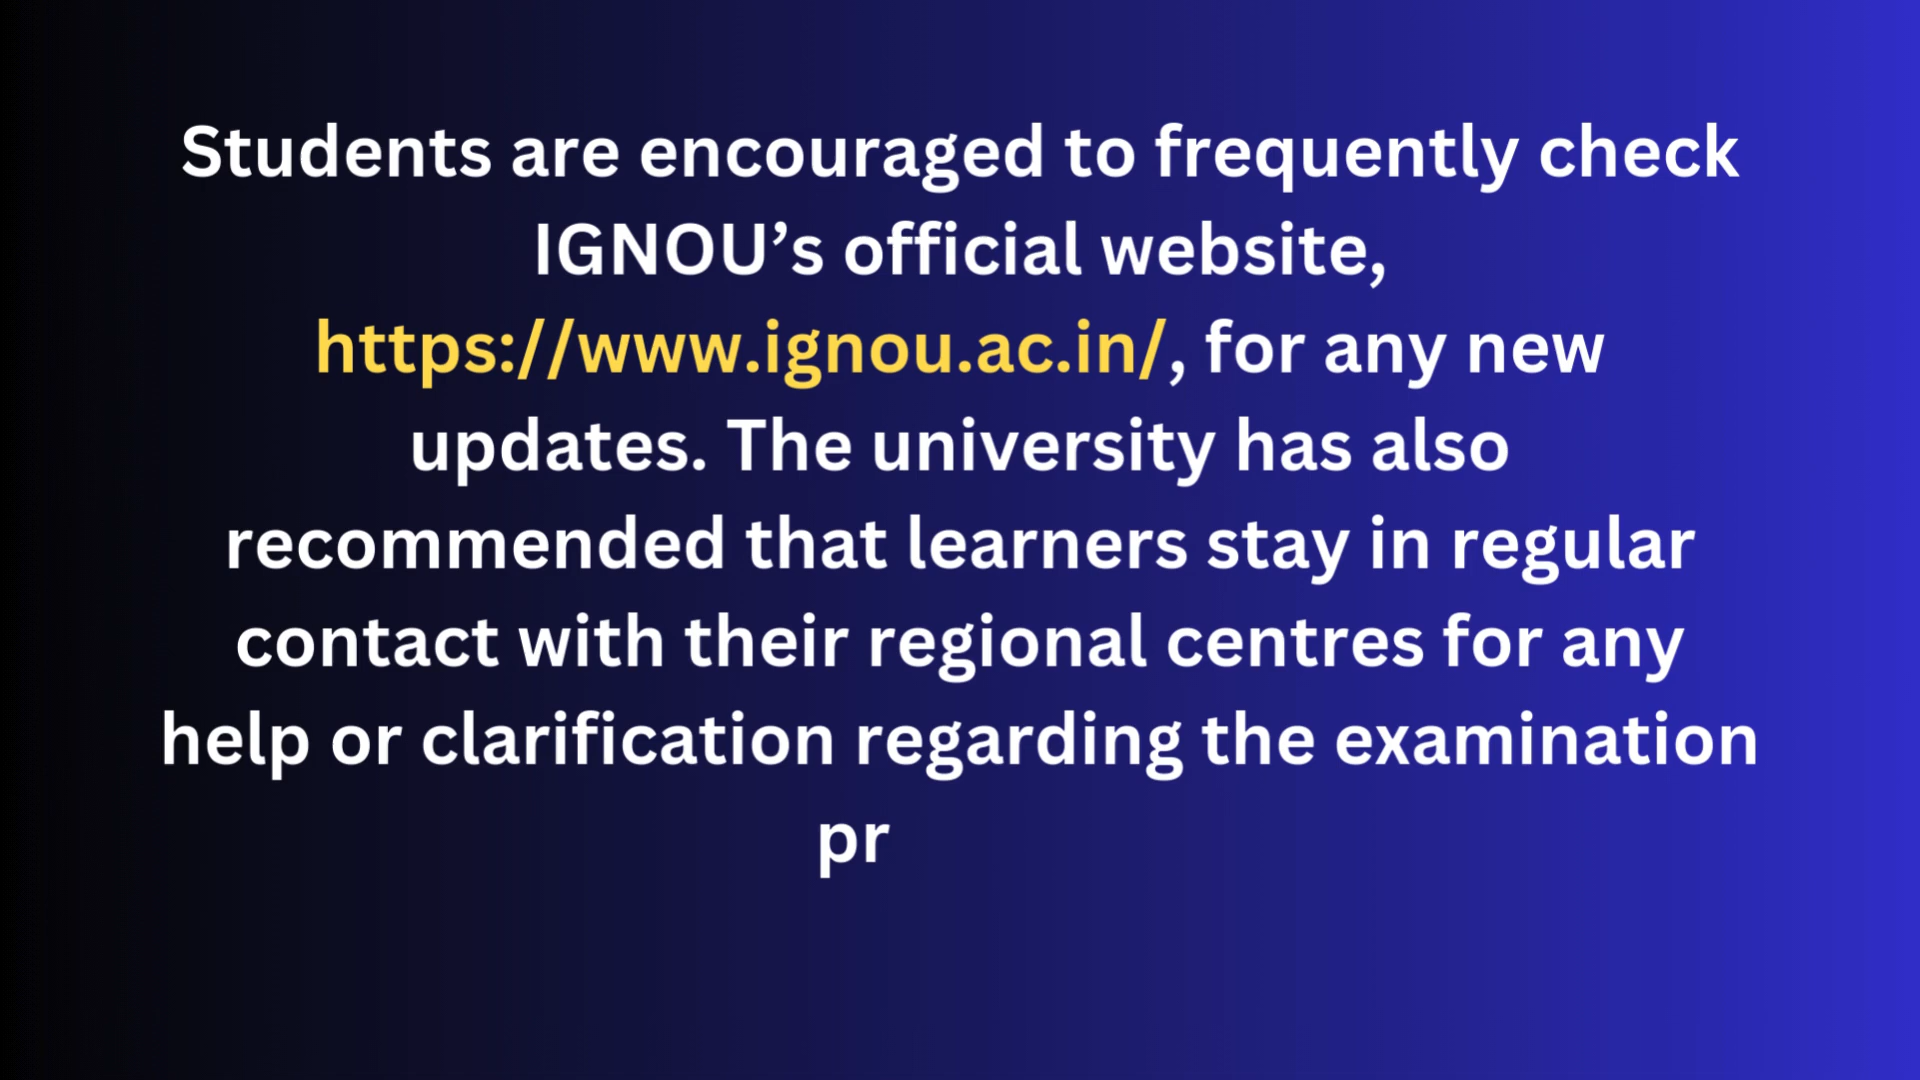 Students are encouraged to frequently check
IGNOU’s official website,
https://www.ignou.ac.in/, for any new
updates. The university has also
recommended that learners stay in regular
contact with their regional centres for any
help or clarification regarding the examination
pr